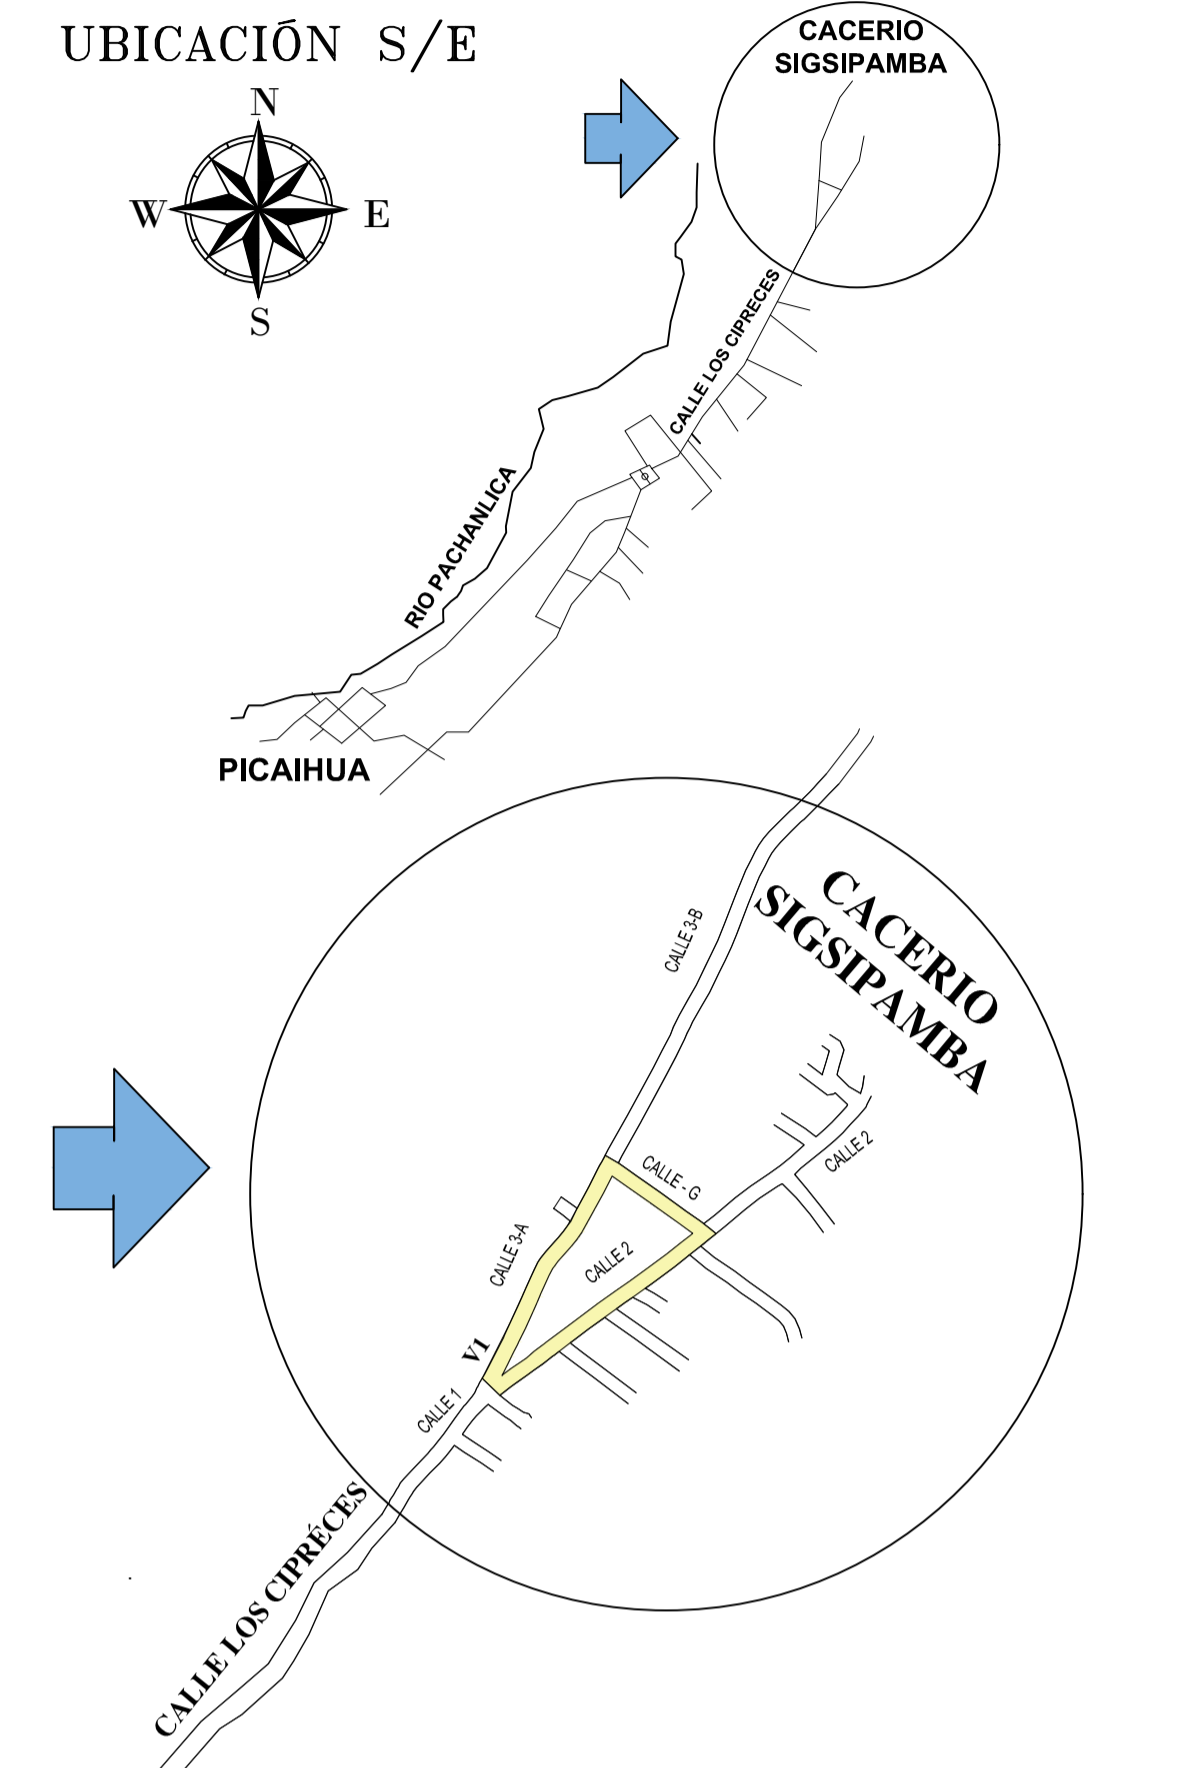 UBICACIÓN S/E
N
W
E
S
CACERIO
SIGSIPAMBA
CALLE LOS CIPRECES
RIO PACHANLICA
PICAIHUA
CACERIO
SIGSIPAMBA
CALLE 3-B
CALLE - G
CALLE 2
CALLE 3-A
CALLE 2
V1
CALLE 1
CALLE LOS CIPRÉCES